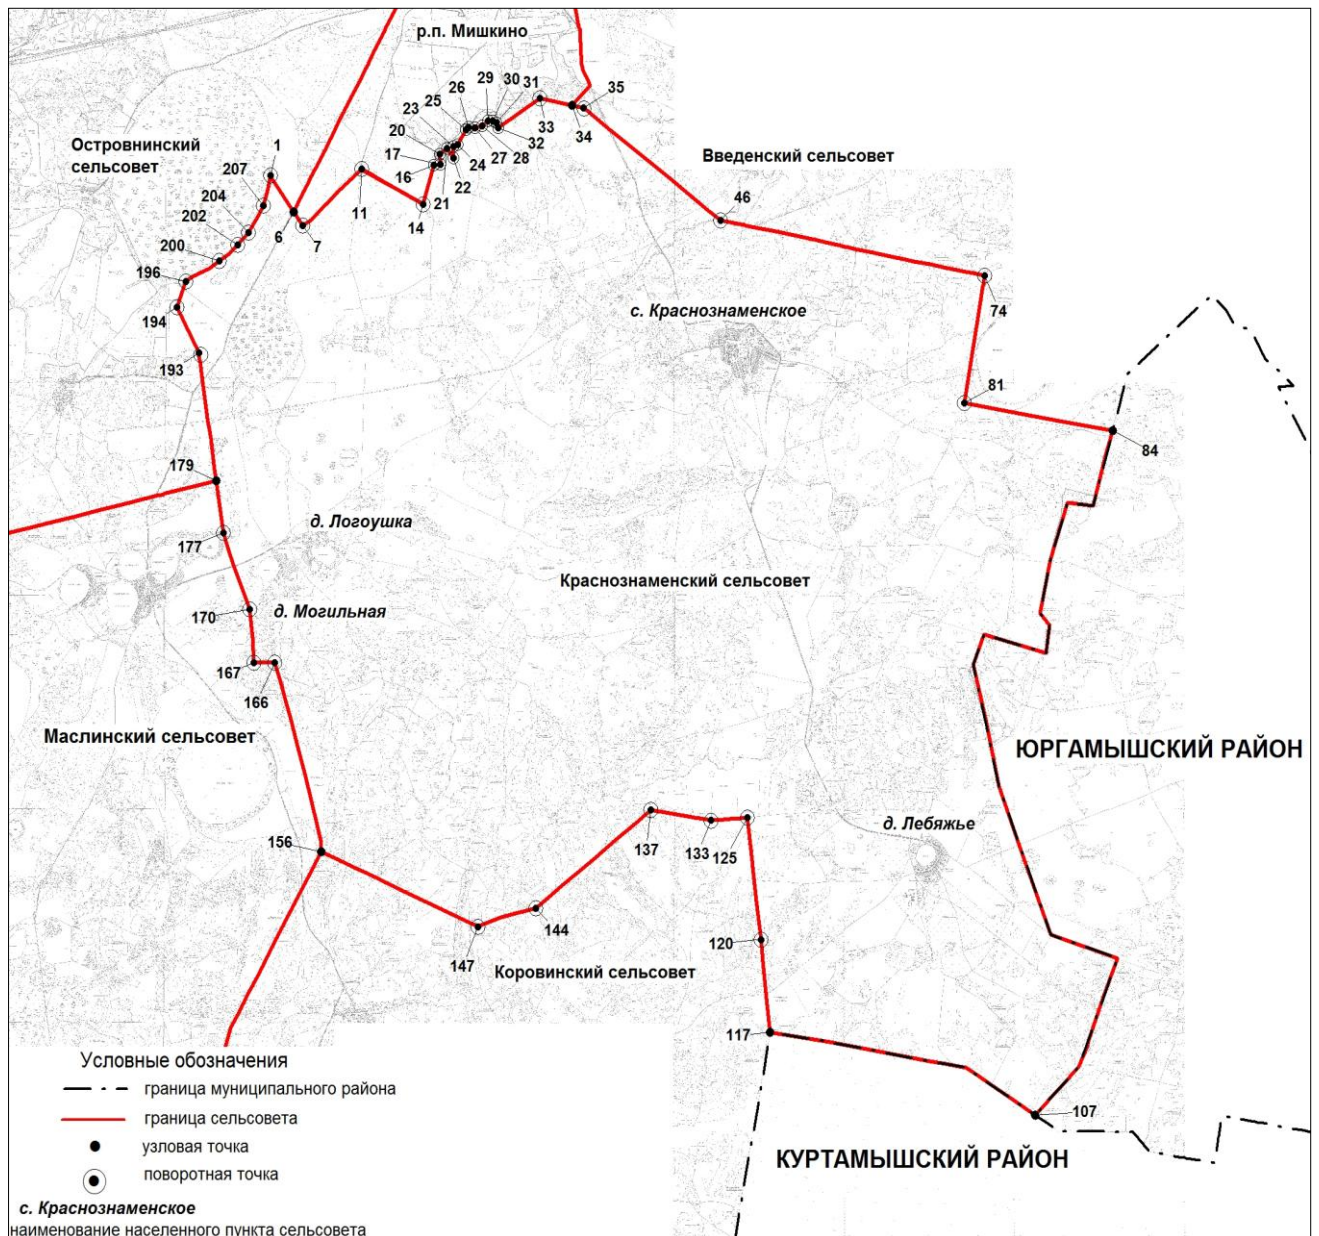 р.п. Мишкино
29 30 31
26
25
33
35
23
34
Островнинский
сельсовет
1
20
32
28
27
24
Введенский сельсовет
207
17
16
22
204
11
21
14
46
202
6
7
200
196
74
с. Краснознаменское
194
193
81
84
179
д. Логоушка
177
Краснознаменский сельсовет
170
д. Могильная
167
166
Маслинский сельсовет
ЮРГАМЫШСКИЙ РАЙОН
д. Лебяжье
156
137
133
125
144
147
120
Коровинский сельсовет
117
107
КУРТАМЫШСКИЙ РАЙОН
Условные обозначения
граница муниципального района
граница сельсовета
узловая точка
поворотная точка
с. Краснознаменское
наименование населенного пункта сельсовета